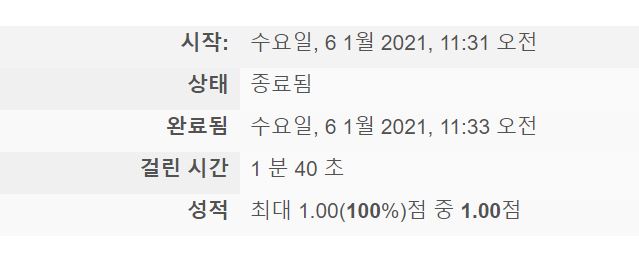 시작: 수요일, 6 1월 2021, 11:31 오전
상태 종료됨
완료됨 수요일, 6 1월 2021, 11:33 오전
걸린 시간 1 분 40 초
성적 최대 1.00(100%)점 중 1.00점